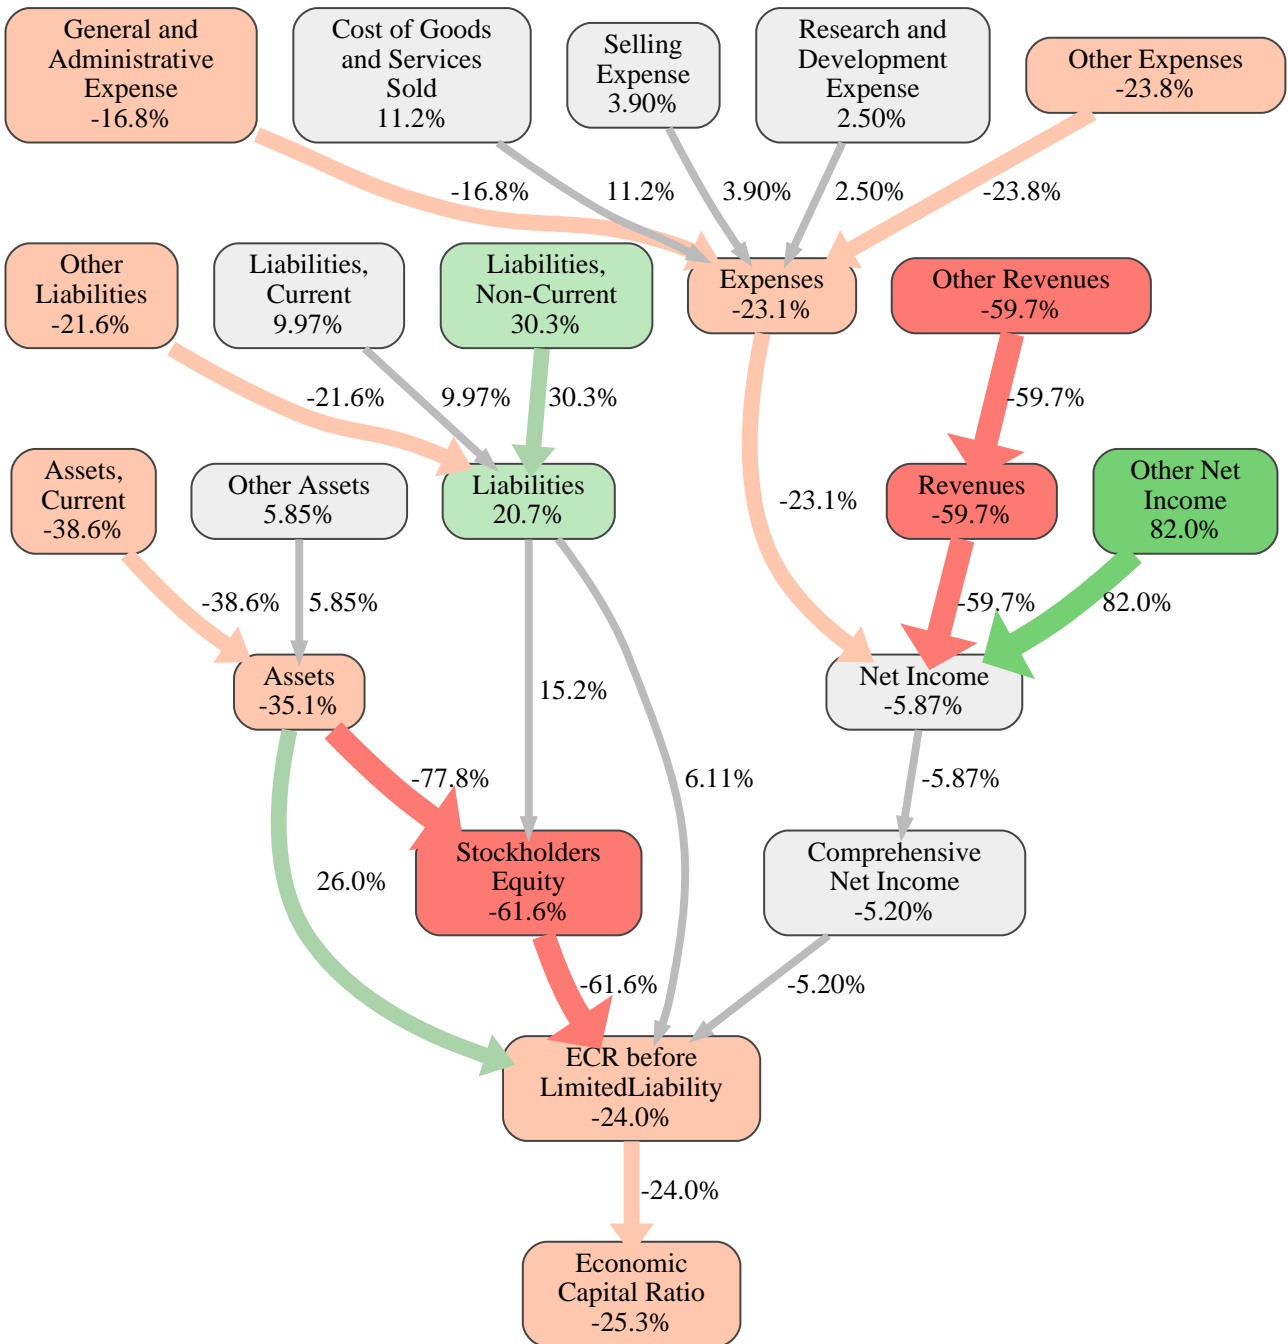 General and
Administrative
Expense
-16.8%
Cost of Goods
and Services
Sold
11.2%
Selling
Expense
3.90%
Research and
Development
Expense
2.50%
Other Expenses
-23.8%
-16.8%
11.2%
3.90%
2.50%
-23.8%
Other
Liabilities
-21.6%
Liabilities,
Current
9.97%
Liabilities,
Non-Current
30.3%
Expenses
-23.1%
Other Revenues
-59.7%
-21.6%
9.97%
30.3%
-59.7%
Assets,
Current
-38.6%
Other Assets
5.85%
Liabilities
20.7%
-23.1%
Revenues
-59.7%
Other Net
Income
82.0%
-38.6%
5.85%
-59.7%
82.0%
Assets
-35.1%
15.2%
Net Income
-5.87%
-77.8%
6.11%
-5.87%
26.0%
Stockholders
Equity
-61.6%
Comprehensive
Net Income
-5.20%
-61.6%
-5.20%
ECR before
LimitedLiability
-24.0%
-24.0%
Economic
Capital Ratio
-25.3%